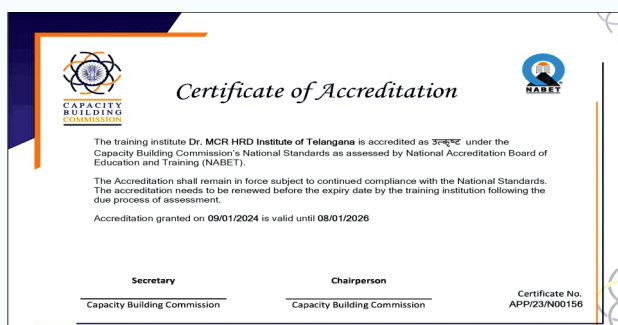 CAPACITY
BUILDING
COMMISSION
Certificate of Accreditation
NABET
The training institute Dr. MCR HRD Institute of Telangana is accredited as उत्कृष्ट under the
Capacity Building Commission's National Standards as assessed by National Accreditation Board of
Education and Training (NABET).
The Accreditation shall remain in force subject to continued compliance with the National Standards.
The accreditation needs to be renewed before the expiry date by the training institution following the
due process of assessment.
Accreditation granted on 09/01/2024 is valid until 08/01/2026
Secretary
Capacity Building Commission
Chairperson
Capacity Building Commission
Certificate No.
APP/23/N00156